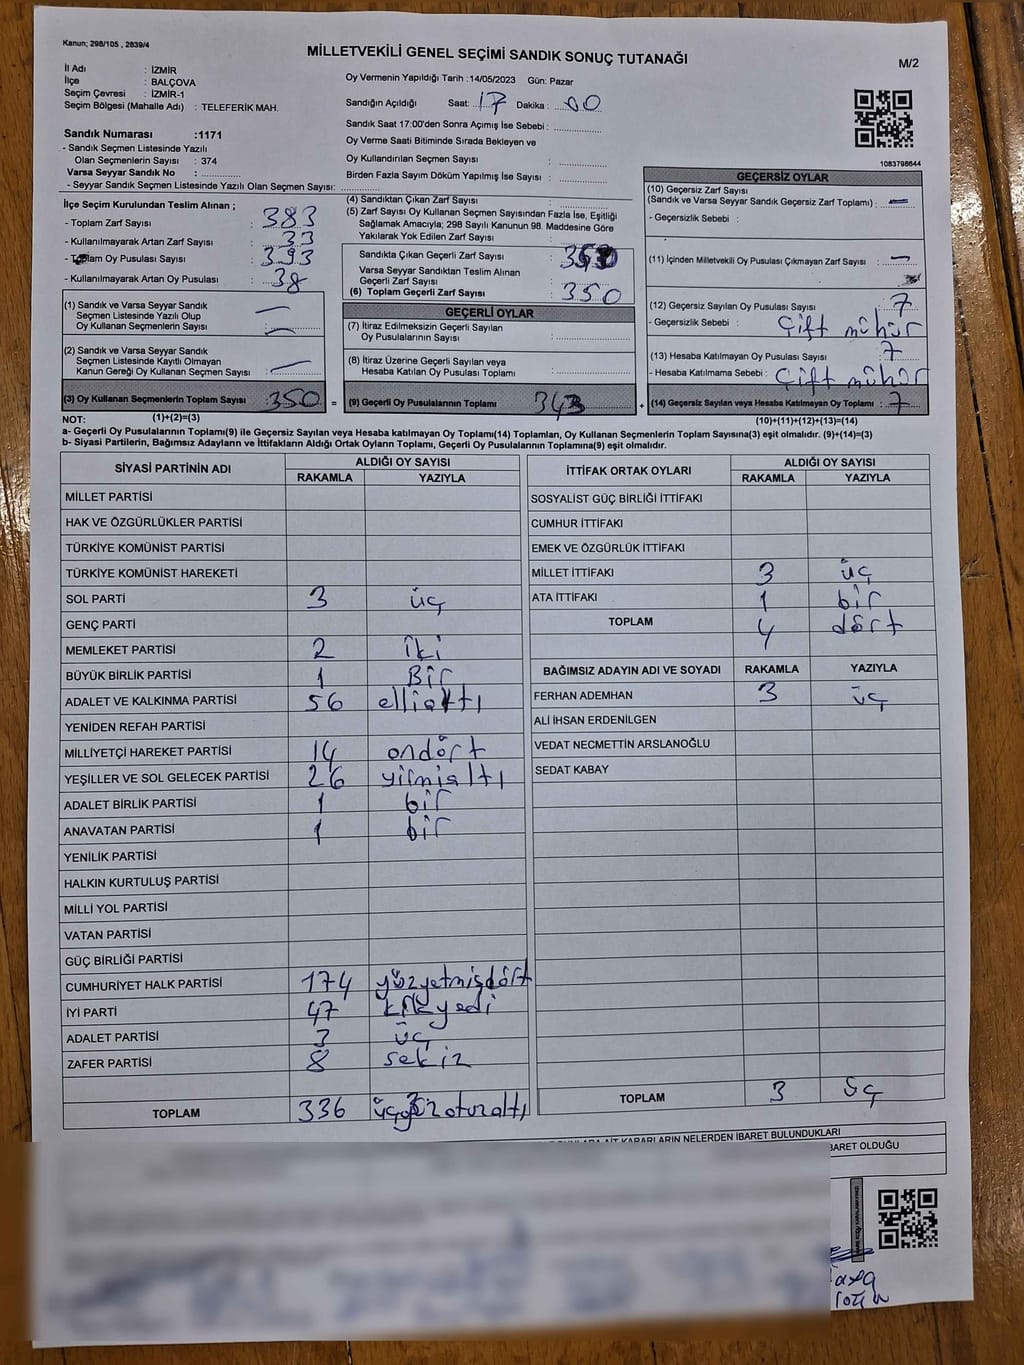 Kanun; 298/105 , 2839/4
MİLLETVEKİLİ GENEL SEÇİMİ SANDIK SONUÇ TUTANAĞI
M/2
İl Adı : İZMİR
İlçe : BALÇOVA
Seçim Çevresi : İZMİR-1
Seçim Bölgesi (Mahalle Adı) : TELEFERİK MAH.
Oy Vermenin Yapıldığı Tarih :14/05/2023 Gün: Pazar
Sandığın Açıldığı Saat: 17 Dakika : 00
Sandık Saat 17:00'den Sonra Açımış İse Sebebi :
Oy Verme Saati Bitiminde Sırada Bekleyen ve
Oy Kullandırılan Seçmen Sayısı :
Birden Fazla Sayım Döküm Yapılmış İse Sayısı :
1083798644
Sandık Numarası :1171
- Sandık Seçmen Listesinde Yazılı
Olan Seçmenlerin Sayısı : 374
Varsa Seyyar Sandık No :
- Seyyar Sandık Seçmen Listesinde Yazılı Olan Seçmen Sayısı:
İlçe Seçim Kurulundan Teslim Alınan ;
- Toplam Zarf Sayısı : 383
- Kullanılmayarak Artan Zarf Sayısı : 33
- Toplam Oy Pusulası Sayısı : 393
- Kullanılmayarak Artan Oy Pusulası : 38
(4) Sandıktan Çıkan Zarf Sayısı :
(5) Zarf Sayısı Oy Kullanan Seçmen Sayısından Fazla İse, Eşitliği
Sağlamak Amacıyla; 298 Sayılı Kanunun 98. Maddesine Göre
Yakılarak Yok Edilen Zarf Sayısı :
Sandıkta Çıkan Geçerli Zarf Sayısı : 350
Varsa Seyyar Sandıktan Teslim Alınan
Geçerli Zarf Sayısı :
(6) Toplam Geçerli Zarf Sayısı : 350
GEÇERSİZ OYLAR
(10) Geçersiz Zarf Sayısı
(Sandık ve Varsa Seyyar Sandık Geçersiz Zarf Toplamı) : —
- Geçersizlik Sebebi :
(11) İçinden Milletvekili Oy Pusulası Çıkmayan Zarf Sayısı : —
(12) Geçersiz Sayılan Oy Pusulası Sayısı : 7
- Geçersizlik Sebebi : Çift mühür
(13) Hesaba Katılmayan Oy Pusulası Sayısı : 7
- Hesaba Katılmama Sebebi : Çift mühür
(14) Geçersiz Sayılan veya Hesaba Katılmayan Oy Toplamı : 7
(10)+(11)+(12)+(13)=(14)
(1) Sandık ve Varsa Seyyar Sandık
Seçmen Listesinde Yazılı Olup
Oy Kullanan Seçmenlerin Sayısı : —
(2) Sandık ve Varsa Seyyar Sandık
Seçmen Listesinde Kayıtlı Olmayan
Kanun Gereği Oy Kullanan Seçmen Sayısı : —
(3) Oy Kullanan Seçmenlerin Toplam Sayısı : 350 =
(1)+(2)=(3)
GEÇERLİ OYLAR
(7) İtiraz Edilmeksizin Geçerli Sayılan
Oy Pusulalarının Sayısı :
(8) İtiraz Üzerine Geçerli Sayılan veya
Hesaba Katılan Oy Pusulası Toplamı :
(9) Geçerli Oy Pusulalarının Toplamı : 343 +
NOT:
a- Geçerli Oy Pusulalarının Toplamı(9) ile Geçersiz Sayılan veya Hesaba katılmayan Oy Toplamı(14) Toplamları, Oy Kullanan Seçmenlerin Toplam Sayısına(3) eşit olmalıdır. (9)+(14)=(3)
b- Siyasi Partilerin, Bağımsız Adayların ve İttifakların Aldığı Ortak Oyların Toplamı, Geçerli Oy Pusulalarının Toplamına(9) eşit olmalıdır.
SİYASİ PARTİNİN ADI ALDIĞI OY SAYISI
RAKAMLA YAZIYLA
MİLLET PARTİSİ
HAK VE ÖZGÜRLÜKLER PARTİSİ
TÜRKİYE KOMÜNİST PARTİSİ
TÜRKİYE KOMÜNİST HAREKETİ
SOL PARTİ 3 üç
GENÇ PARTİ
MEMLEKET PARTİSİ 2 iki
BÜYÜK BİRLİK PARTİSİ 1 Bir
ADALET VE KALKINMA PARTİSİ 56 elli altı
YENİDEN REFAH PARTİSİ
MİLLİYETÇİ HAREKET PARTİSİ 14 ondört
YEŞİLLER VE SOL GELECEK PARTİSİ 26 yirmialtı
ADALET BİRLİK PARTİSİ 1 bir
ANAVATAN PARTİSİ 1 bir
YENİLİK PARTİSİ
HALKIN KURTULUŞ PARTİSİ
MİLLİ YOL PARTİSİ
VATAN PARTİSİ
GÜÇ BİRLİĞİ PARTİSİ
CUMHURİYET HALK PARTİSİ 174 yüzyetmişdört
İYİ PARTİ 47 kırkyedi
ADALET PARTİSİ 3 üç
ZAFER PARTİSİ 8 sekiz
TOPLAM 336 üçyüzotuzaltı
İTTİFAK ORTAK OYLARI ALDIĞI OY SAYISI
RAKAMLA YAZIYLA
SOSYALİST GÜÇ BİRLİĞİ İTTİFAKI
CUMHUR İTTİFAKI
EMEK VE ÖZGÜRLÜK İTTİFAKI
MİLLET İTTİFAKI 3 üç
ATA İTTİFAKI 1 bir
TOPLAM 4 dört
BAĞIMSIZ ADAYIN ADI VE SOYADI RAKAMLA YAZIYLA
FERHAN ADEMHAN 3 üç
ALİ İHSAN ERDENİLGEN
VEDAT NECMETTİN ARSLANOĞLU
SEDAT KABAY
TOPLAM 3 üç
KARARLARIN NELERDEN İBARET BULUNDUKLARI
OLDUĞU